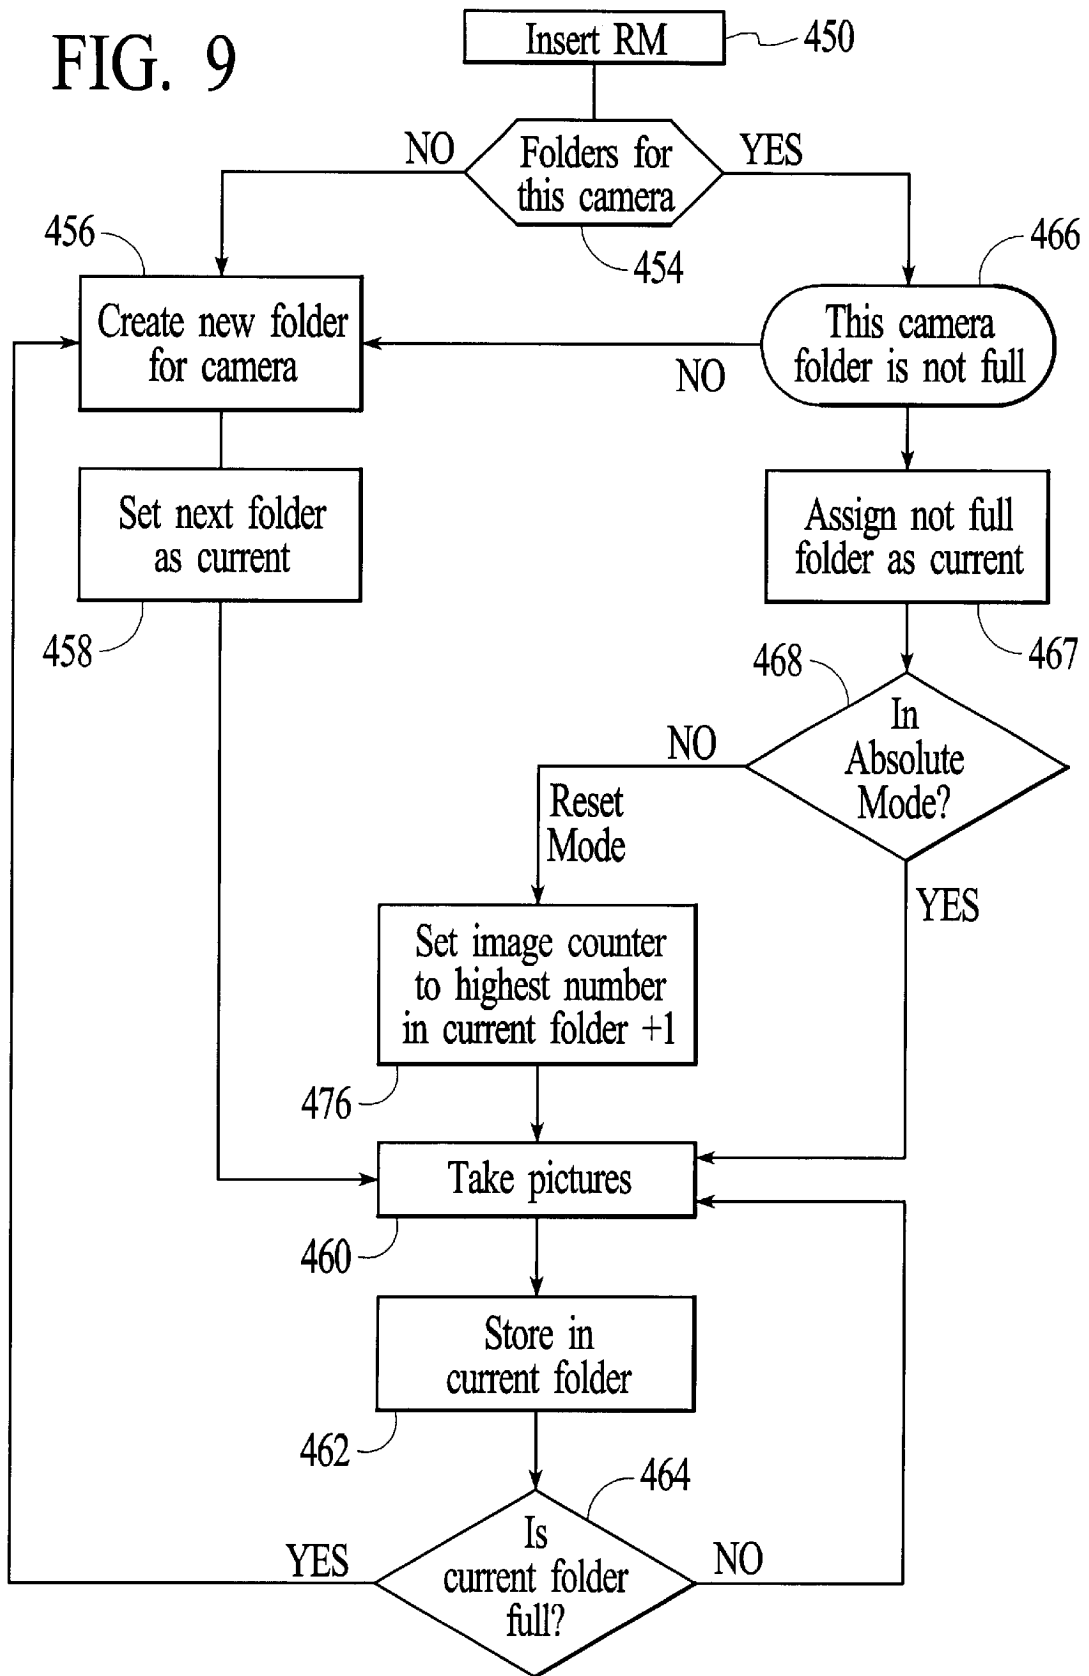 FIG. 9
Insert RM
450
NO
Folders for
this camera
YES
454
456
466
Create new folder
for camera
This camera
folder is not full
NO
Set next folder
as current
Assign not full
folder as current
458
467
468
In
Absolute
Mode?
NO
Reset
Mode
YES
Set image counter
to highest number
in current folder +1
476
Take pictures
460
Store in
current folder
462
464
Is
current folder
full?
YES
NO